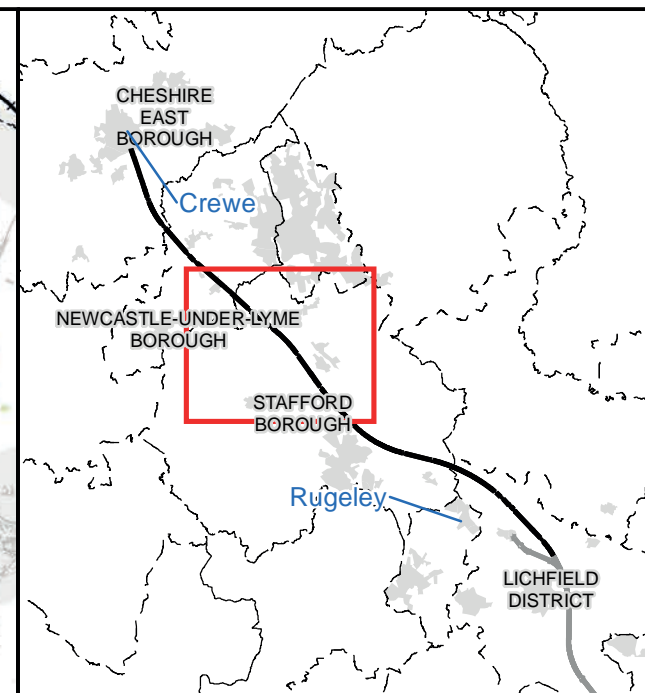 CHESHIRE
EAST
BOROUGH
Crewe
NEWCASTLE-UNDER-LYME
BOROUGH
STAFFORD
BOROUGH
Rugeley
LICHFIELD
DISTRICT